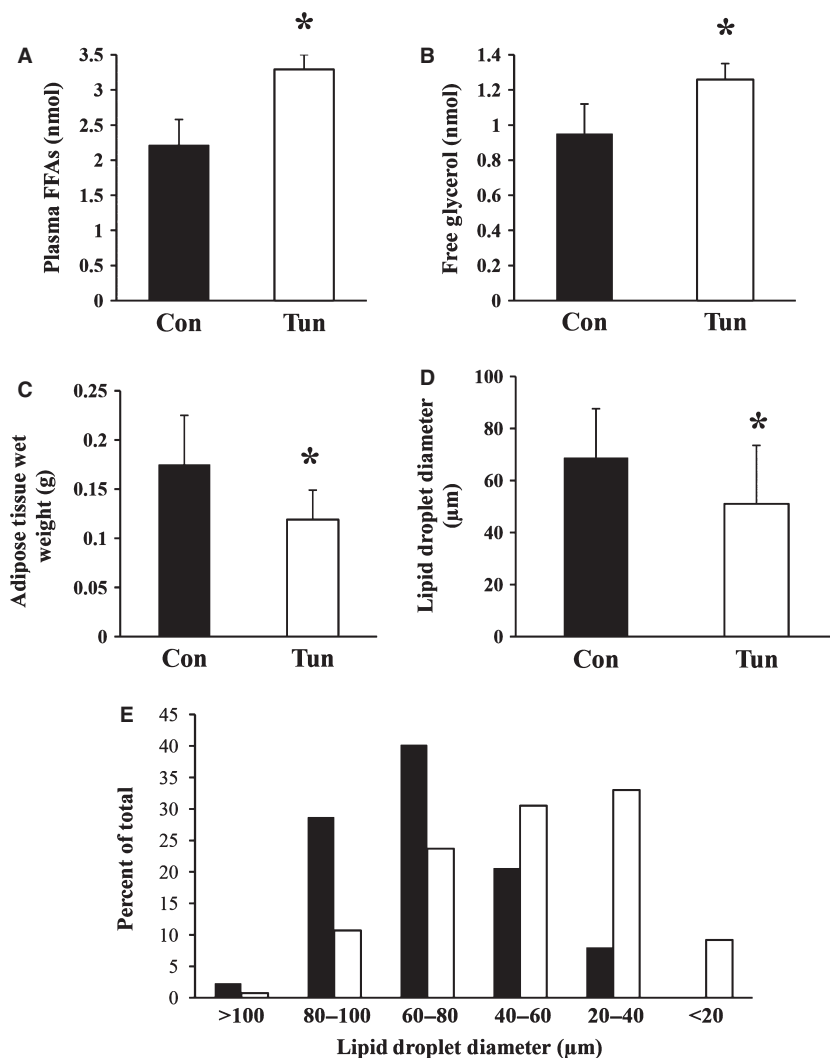 A
*
Plasma FFAs (nmol)
3.5
3
2.5
2
1.5
1
0.5
0
Con
Tun
B
*
Free glycerol (nmol)
1.4
1.2
1
0.8
0.6
0.4
0.2
0
Con
Tun
C
*
Adipose tissue wet
weight (g)
0.25
0.2
0.15
0.1
0.05
0
Con
Tun
D
*
Lipid droplet diameter
(μm)
100
80
60
40
20
0
Con
Tun
E
Percent of total
45
40
35
30
25
20
15
10
5
0
>100
80–100
60–80
40–60
20–40
<20
Lipid droplet diameter (μm)